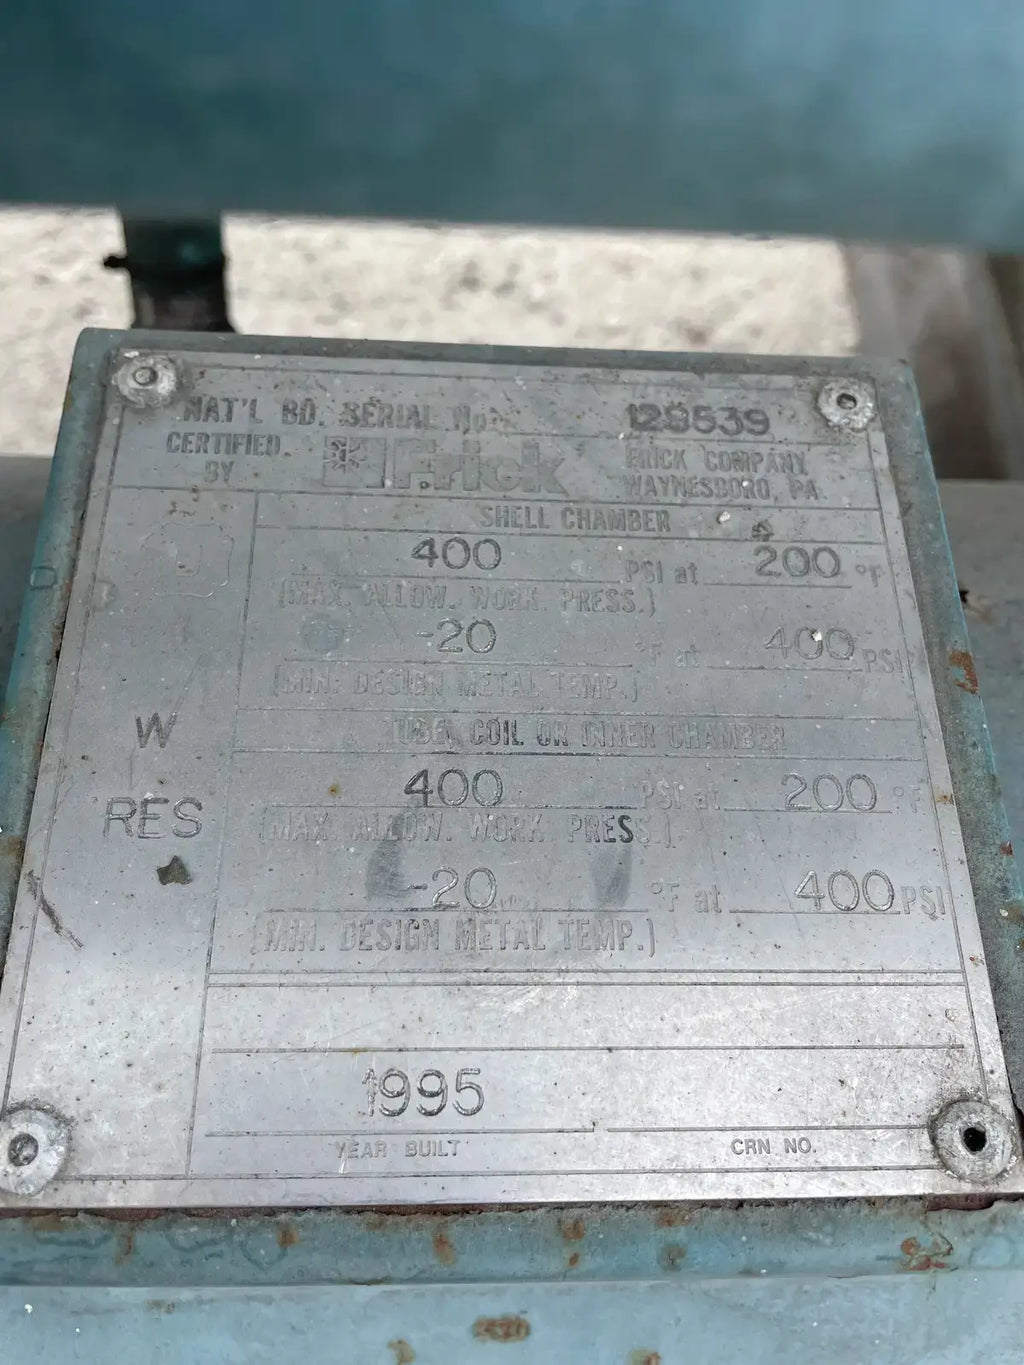 NAT'L BD. SERIAL No. 129539
CERTIFIED BY Frick FRICK COMPANY WAYNESBORO, PA.
SHELL CHAMBER
U
400 PSI at 200 °F
(MAX. ALLOW. WORK. PRESS.)
-20 °F at 400 PSI
(MIN. DESIGN METAL TEMP.)
W
TUBE, COIL OR INNER CHAMBER
400 PSI at 200 °F
RES
(MAX. ALLOW. WORK. PRESS.)
-20 °F at 400 PSI
(MIN. DESIGN METAL TEMP.)
1995
YEAR BUILT CRN NO.